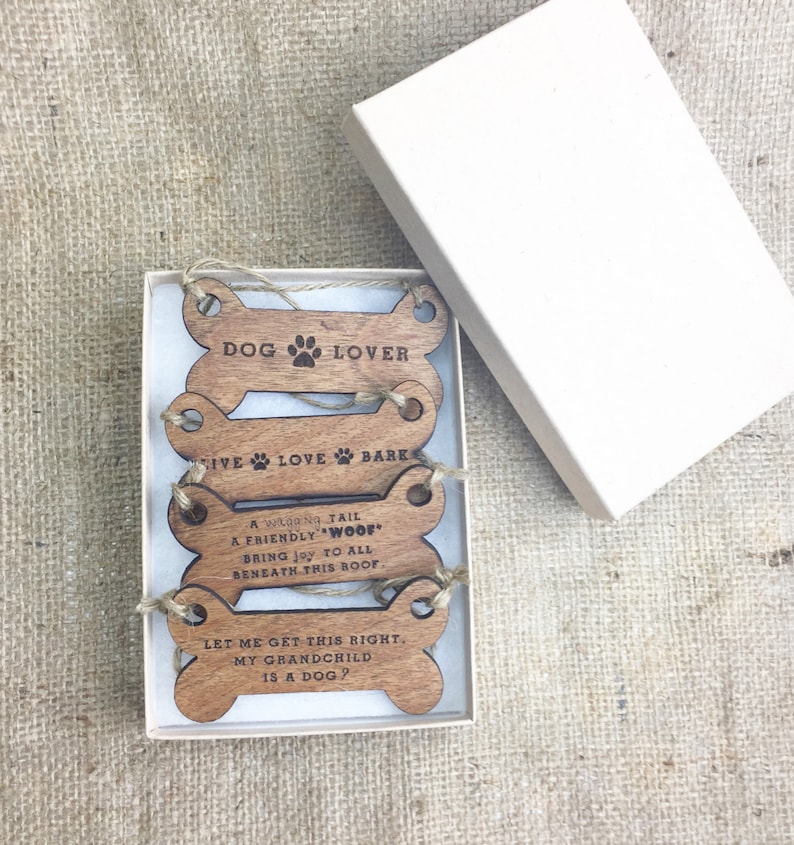 DOG LOVER
LIVE LOVE BARK
A wagging TAIL
A FRIENDLY "WOOF"
BRING joy TO ALL
BENEATH THIS ROOF.
LET ME GET THIS RIGHT.
MY GRANDCHILD
IS A DOG?